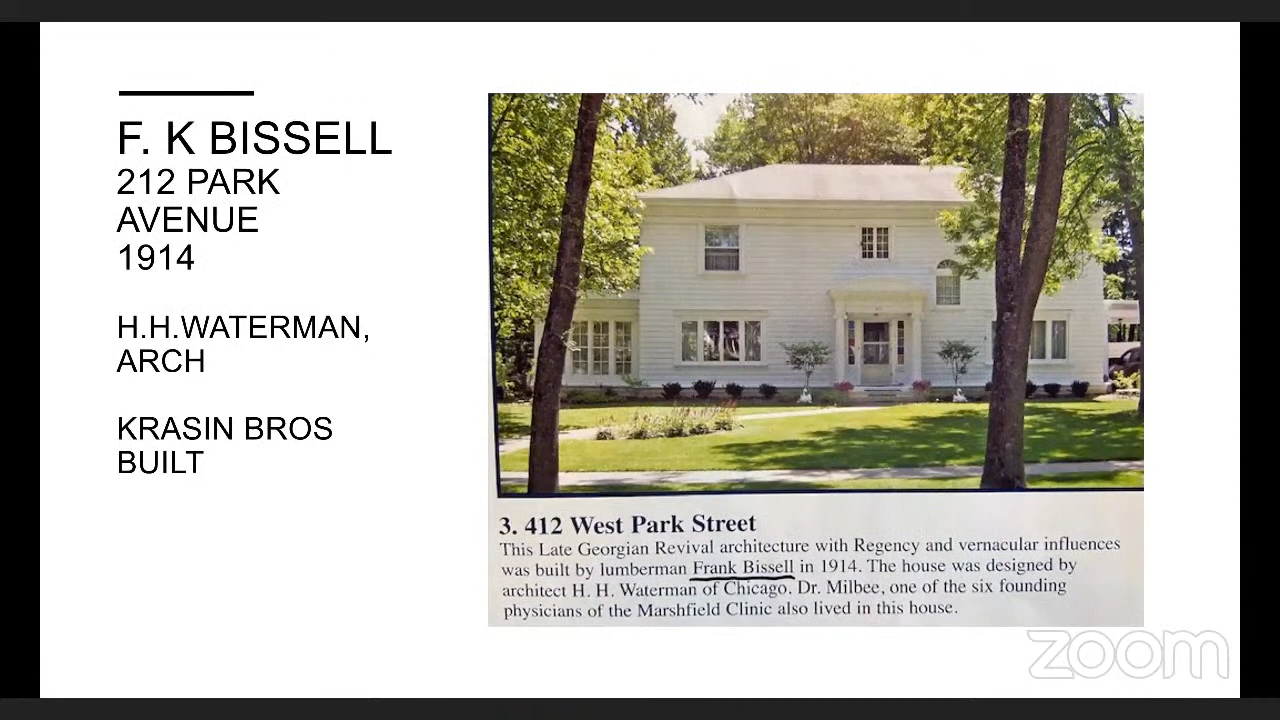 F. K BISSELL
212 PARK
AVENUE
1914
H.H.WATERMAN,
ARCH
KRASIN BROS
BUILT
3. 412 West Park Street
This Late Georgian Revival architecture with Regency and vernacular influences
was built by lumberman Frank Bissell in 1914. The house was designed by
architect H. H. Waterman of Chicago. Dr. Milbee, one of the six founding
physicians of the Marshfield Clinic also lived in this house.
zoom